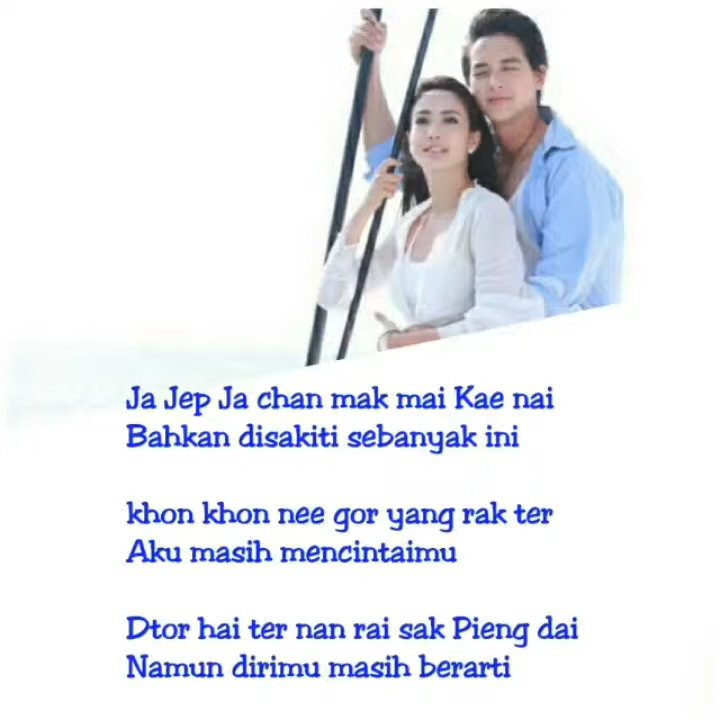 Ja Jep Ja chan mak mai Kae nai
Bahkan disakiti sebanyak ini
khon khon nee gor yang rak ter
Aku masih mencintaimu
Dtor hai ter nan rai sak Pieng dai
Namun dirimu masih berarti